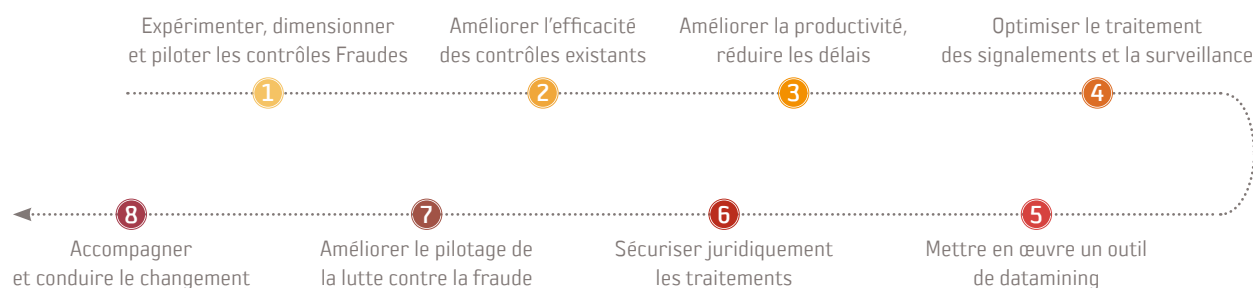 Expérimenter, dimensionner
et piloter les contrôles Fraudes
1
Améliorer l'efficacité
des contrôles existants
2
Améliorer la productivité,
réduire les délais
3
Optimiser le traitement
des signalements et la surveillance
4
5
Mettre en œuvre un outil
de datamining
6
Sécuriser juridiquement
les traitements
7
Améliorer le pilotage de
la lutte contre la fraude
8
Accompagner
et conduire le changement